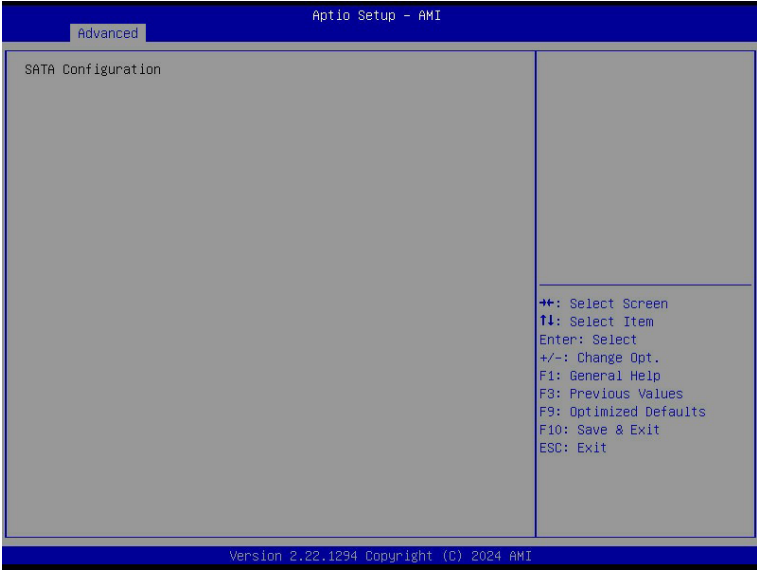 Aptio Setup – AMI
Advanced
SATA Configuration
→←: Select Screen
↑↓: Select Item
Enter: Select
+/-: Change Opt.
F1: General Help
F3: Previous Values
F9: Optimized Defaults
F10: Save & Exit
ESC: Exit
Version 2.22.1294 Copyright (C) 2024 AMI